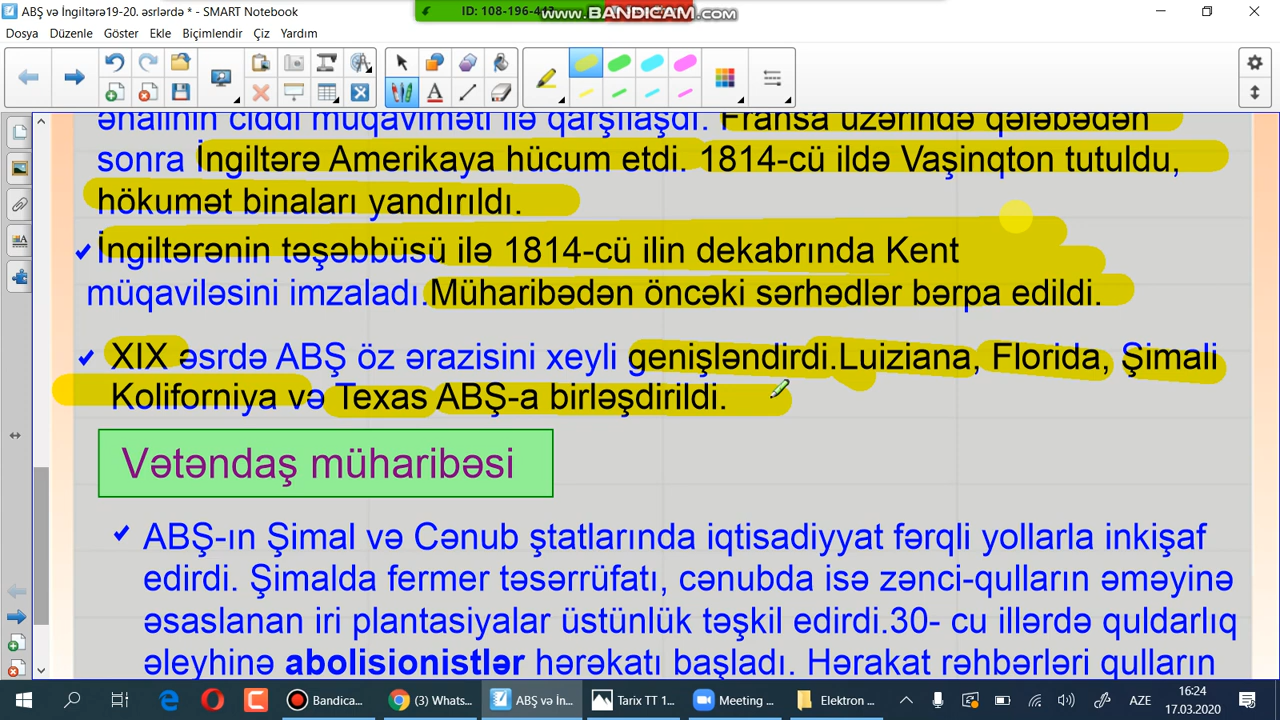 ABŞ və İngiltərə19-20. əsrlərdə * - SMART Notebook
ID: 108-196-443
www.BANDICAM.com
Dosya Düzenle Göster Ekle Biçimlendir Çiz Yardım
əhalinin ciddi müqaviməti ilə qarşılaşdı. Fransa üzərində qələbədən
sonra İngiltərə Amerikaya hücum etdi. 1814-cü ildə Vaşinqton tutuldu,
hökumət binaları yandırıldı.
İngiltərənin təşəbbüsü ilə 1814-cü ilin dekabrında Kent
müqaviləsini imzaladı.Müharibədən öncəki sərhədlər bərpa edildi.
XIX əsrdə ABŞ öz ərazisini xeyli genişləndirdi.Luiziana, Florida, Şimali
Koliforniya və Texas ABŞ-a birləşdirildi.
Vətəndaş müharibəsi
ABŞ-ın Şimal və Cənub ştatlarında iqtisadiyyat fərqli yollarla inkişaf
edirdi. Şimalda fermer təsərrüfatı, cənubda isə zənci-qulların əməyinə
əsaslanan iri plantasiyalar üstünlük təşkil edirdi.30- cu illərdə quldarlıq
əleyhinə abolisionistlər hərəkatı başladı. Hərakat rəhbərləri qulların
Bandica... (3) Whats... ABŞ və İn... Tarix TT 1... Meeting ... Elektron ... AZE 16:24
17.03.2020